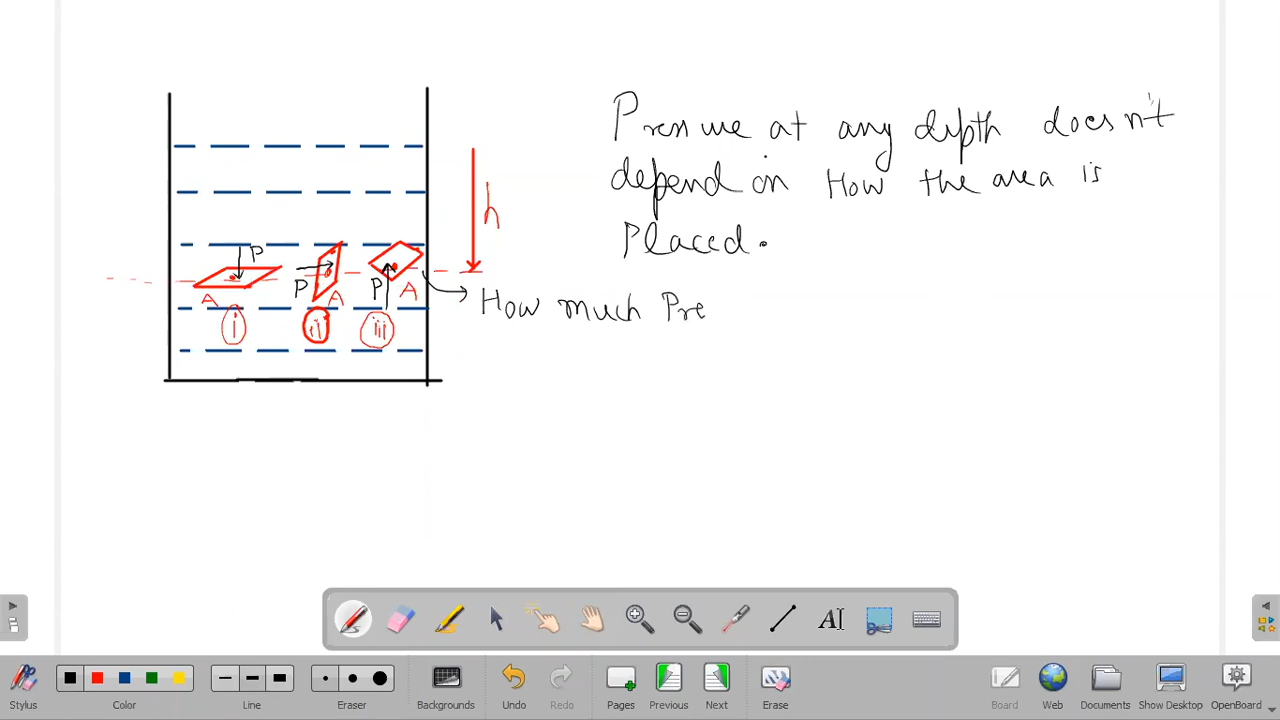 Pressure at any depth doesn't
depend on How the area is
Placed.
h
P
P
P
A
A
A
i
ii
iii
How much Pre
Stylus
Color
Line
Eraser
Backgrounds
Undo
Redo
Pages
Previous
Next
Erase
Board
Web
Documents
Show Desktop
OpenBoard
AI